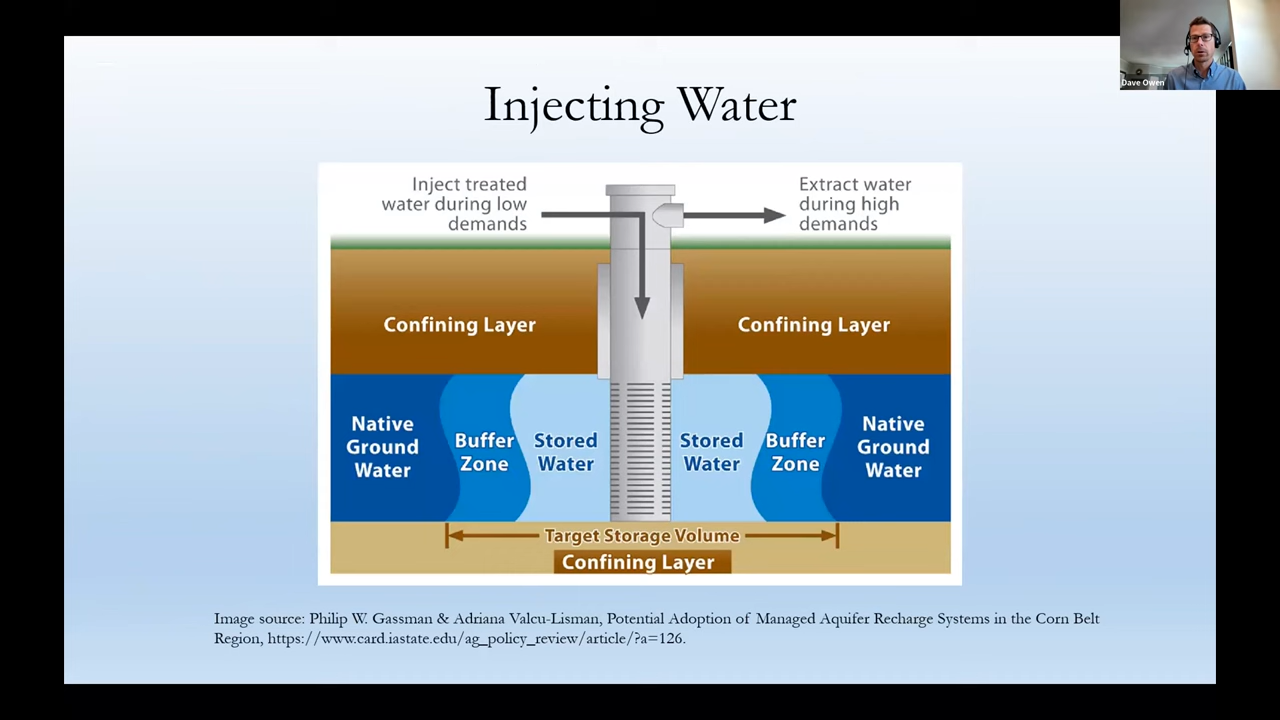 Dave Owen
Injecting Water
Inject treated
water during low
demands
Extract water
during high
demands
Confining Layer
Confining Layer
Native
Ground
Water
Buffer
Zone
Stored
Water
Stored
Water
Buffer
Zone
Native
Ground
Water
Target Storage Volume
Confining Layer
Image source: Philip W. Gassman & Adriana Valcu-Lisman, Potential Adoption of Managed Aquifer Recharge Systems in the Corn Belt
Region, https://www.card.iastate.edu/ag_policy_review/article/?a=126.